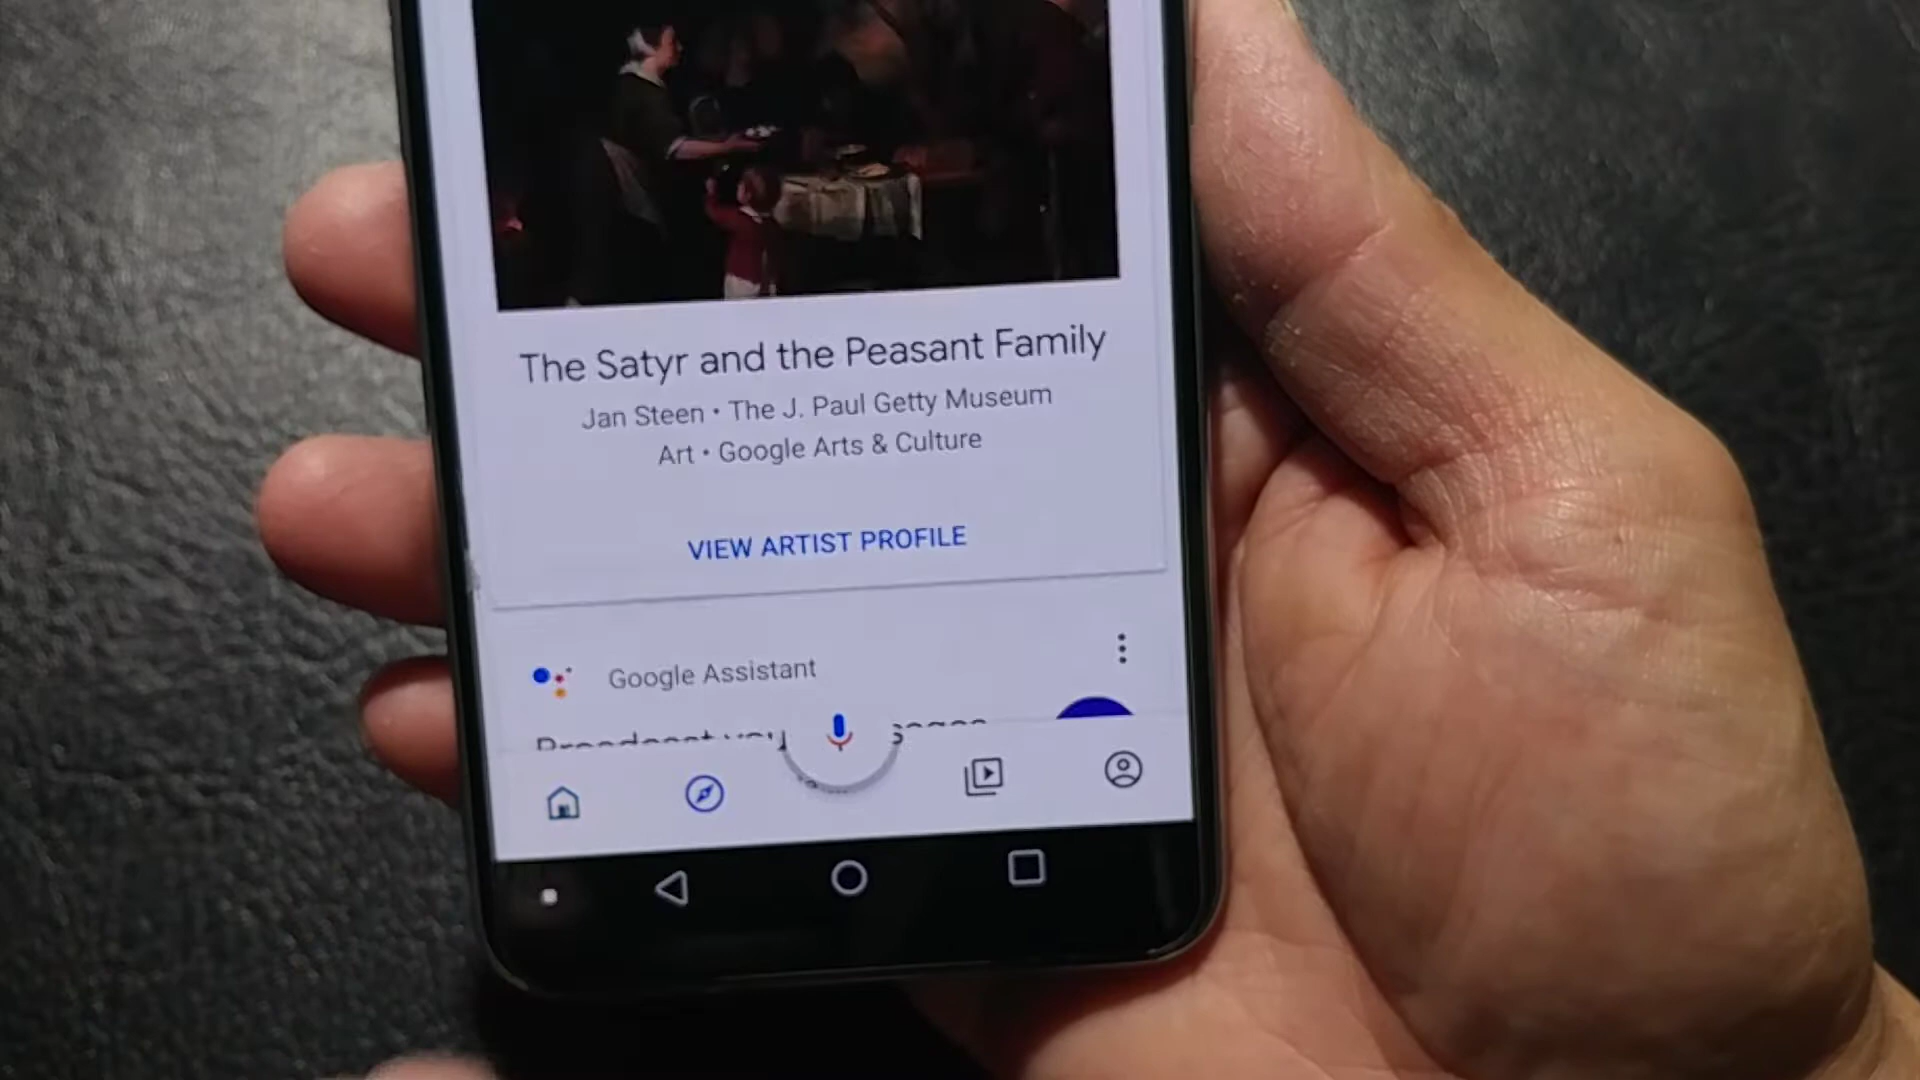 The Satyr and the Peasant Family
Jan Steen • The J. Paul Getty Museum
Art • Google Arts & Culture
VIEW ARTIST PROFILE
Google Assistant